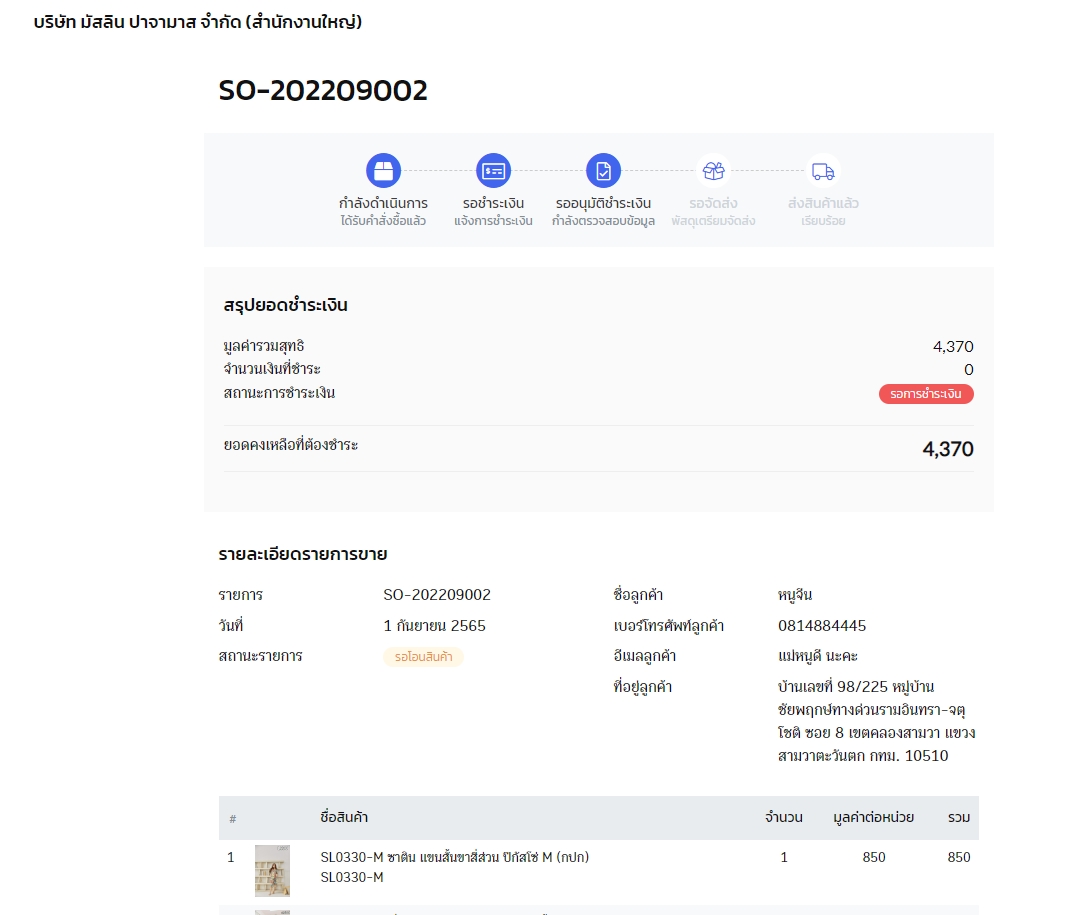 บริษัท มัสลิน ปาจามาส จำกัด (สำนักงานใหญ่)
SO-202209002
กำลังดำเนินการ
ได้รับคำสั่งซื้อแล้ว
รอชำระเงิน
แจ้งการชำระเงิน
รออนุมัติชำระเงิน
กำลังตรวจสอบข้อมูล
รอจัดส่ง
พัสดุเตรียมจัดส่ง
ส่งสินค้าแล้ว
เรียบร้อย
สรุปยอดชำระเงิน
มูลค่ารวมสุทธิ 4,370
จำนวนเงินที่ชำระ 0
สถานะการชำระเงิน รอการชำระเงิน
ยอดคงเหลือที่ต้องชำระ 4,370
รายละเอียดรายการขาย
รายการ SO-202209002
วันที่ 1 กันยายน 2565
สถานะรายการ รอโอนสินค้า
ชื่อลูกค้า หนูจีน
เบอร์โทรศัพท์ลูกค้า 0814884445
อีเมลลูกค้า แม่หนูดี นะคะ
ที่อยู่ลูกค้า บ้านเลขที่ 98/225 หมู่บ้าน
ชัยพฤกษ์ทางด่วนรามอินทรา-จตุ
โชติ ซอย 8 เขตคลองสามวา แขวง
สามวาตะวันตก กทม. 10510
# ชื่อสินค้า จำนวน มูลค่าต่อหน่วย รวม
1 SL0330-M ซาติน แขนสั้นขาสี่ส่วน ปิกัสโซ่ M (กปก) 1 850 850
SL0330-M